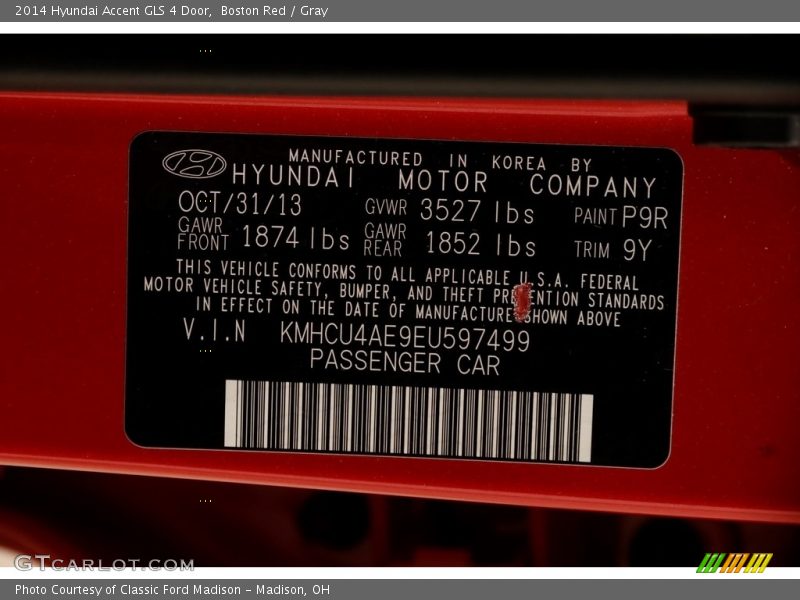 2014 Hyundai Accent GLS 4 Door, Boston Red / Gray
MANUFACTURED IN KOREA BY
HYUNDAI MOTOR COMPANY
OCT/31/13 GVWR 3527 lbs PAINT P9R
GAWR FRONT 1874 lbs GAWR REAR 1852 lbs TRIM 9Y
THIS VEHICLE CONFORMS TO ALL APPLICABLE U.S.A. FEDERAL
MOTOR VEHICLE SAFETY, BUMPER, AND THEFT STANDARDS
IN EFFECT ON THE DATE OF MANUFACTURE SHOWN ABOVE
V.I.N KMHCU4AE9EU597499
PASSENGER CAR
GTCARLOT.COM
Photo Courtesy of Classic Ford Madison - Madison, OH